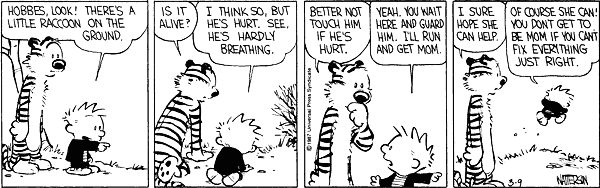 HOBBES, LOOK! THERE'S A
LITTLE RACCOON ON THE
GROUND.
IS IT
ALIVE?
I THINK SO, BUT
HE'S HURT. SEE,
HE'S HARDLY
BREATHING.
BETTER NOT
TOUCH HIM
IF HE'S
HURT.
YEAH. YOU WAIT
HERE AND GUARD
HIM. I'LL RUN
AND GET MOM.
© 1987 Universal Press Syndicate
I SURE
HOPE SHE
CAN HELP.
OF COURSE SHE CAN!
YOU DON'T GET TO
BE MOM IF YOU CAN'T
FIX EVERYTHING
JUST RIGHT.
3-9
WATTERSON